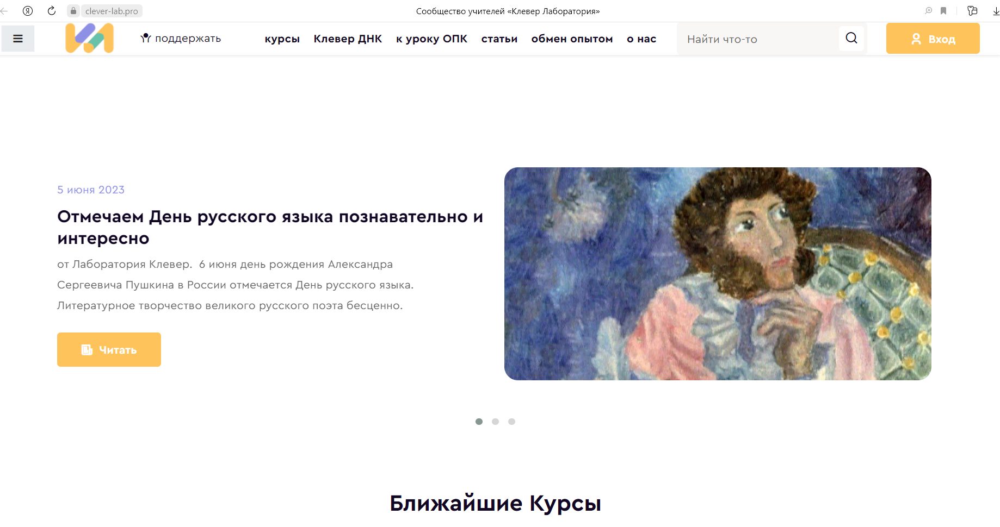 clever-lab.pro
Сообщество учителей «Клевер Лаборатория»
поддержать
курсы
Клевер ДНК
к уроку ОПК
статьи
обмен опытом
о нас
Найти что-то
Вход
5 июня 2023
Отмечаем День русского языка познавательно и
интересно
от Лаборатория Клевер. 6 июня день рождения Александра
Сергеевича Пушкина в России отмечается День русского языка.
Литературное творчество великого русского поэта бесценно.
Читать
Ближайшие Курсы